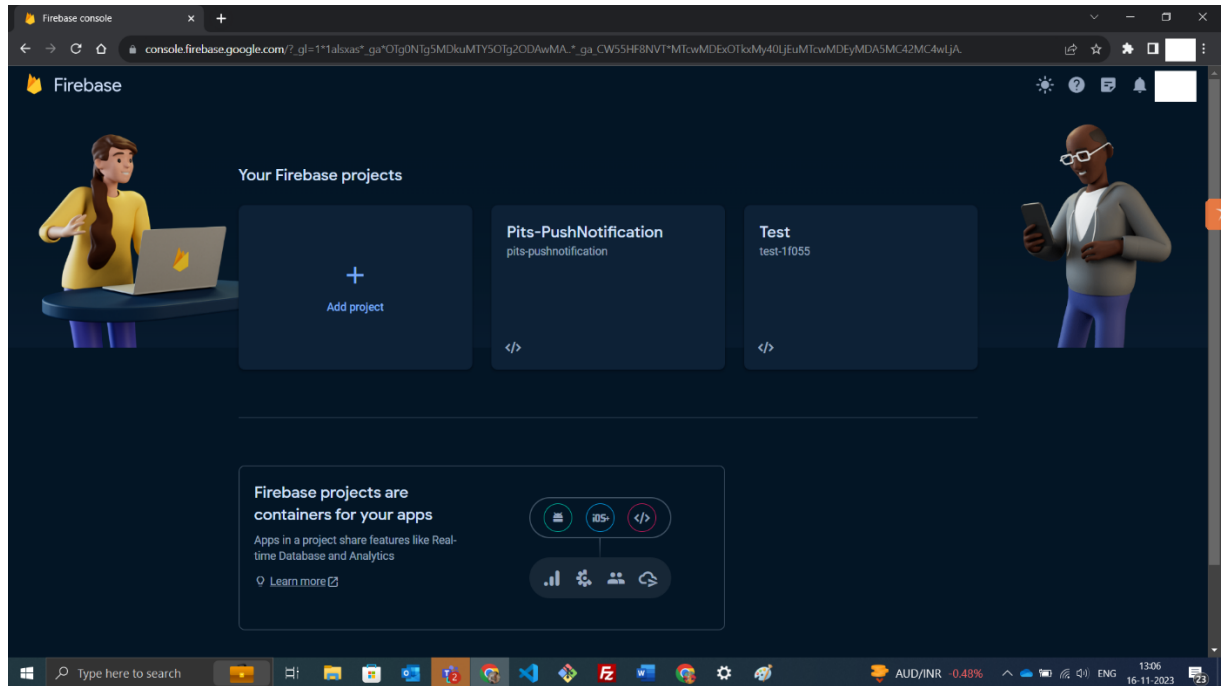 Firebase console
console.firebase.google.com/?_gl=1*1alsxas*_ga*OTg0NTg5MDkuMTY5OTg2ODAwMA..*_ga_CW55HF8NVT*MTcwMDExOTkxMy40LjEuMTcwMDEyMDA5MC42MC4wLjA.
Firebase
Your Firebase projects
Add project
Pits-PushNotification
pits-pushnotification
</>
Test
test-1f055
</>
Firebase projects are
containers for your apps
Apps in a project share features like Real-
time Database and Analytics
Learn more
iOS+
</>
Type here to search
AUD/INR -0.48%
ENG
13:06
16-11-2023
23